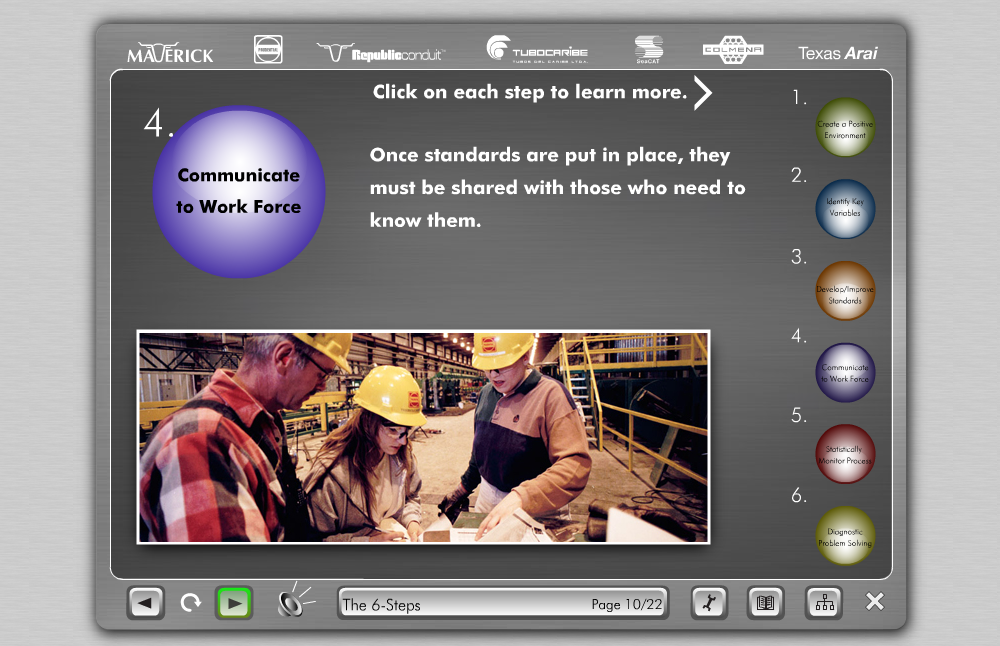 MAVERICK
PRUDENTIAL
Republicconduit™
TUBOCARIBE
TUBOS DEL CARIBE LTDA.
SosCAT
COLMENA
Texas Arai
Click on each step to learn more.
4.
Communicate
to Work Force
Once standards are put in place, they
must be shared with those who need to
know them.
1.
Create a Positive
Environment
2.
Identify Key
Variables
3.
Develop/Improve
Standards
4.
Communicate
to Work Force
5.
Statistically
Monitor Process
6.
Diagnostic
Problem Solving
The 6-Steps
Page 10/22